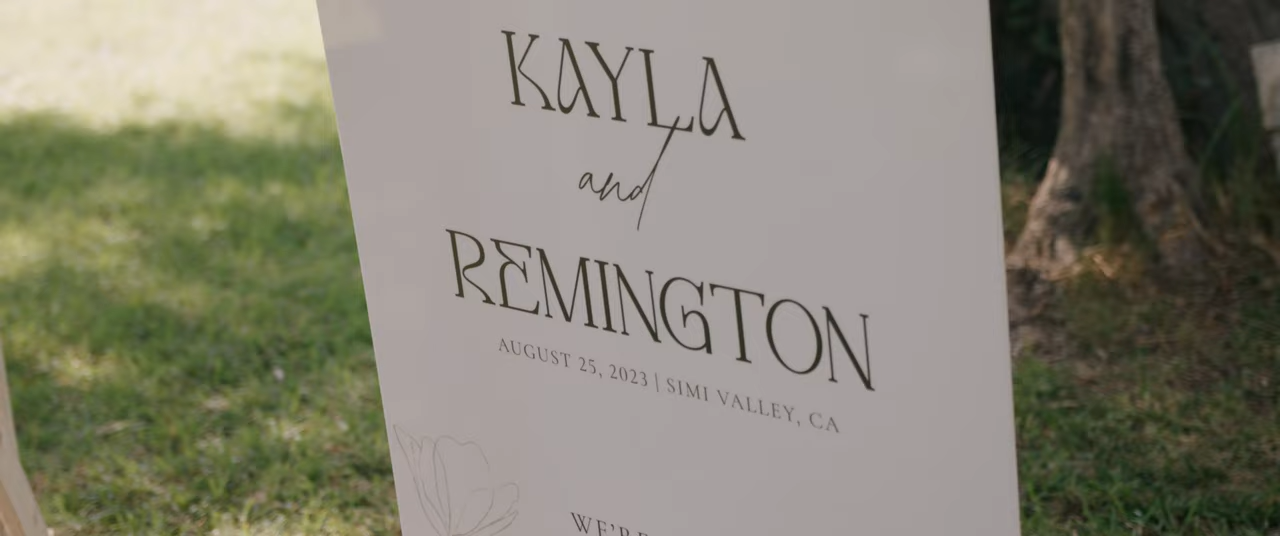 KAYLA
and
REMINGTON
AUGUST 25, 2023 | SIMI VALLEY, CA